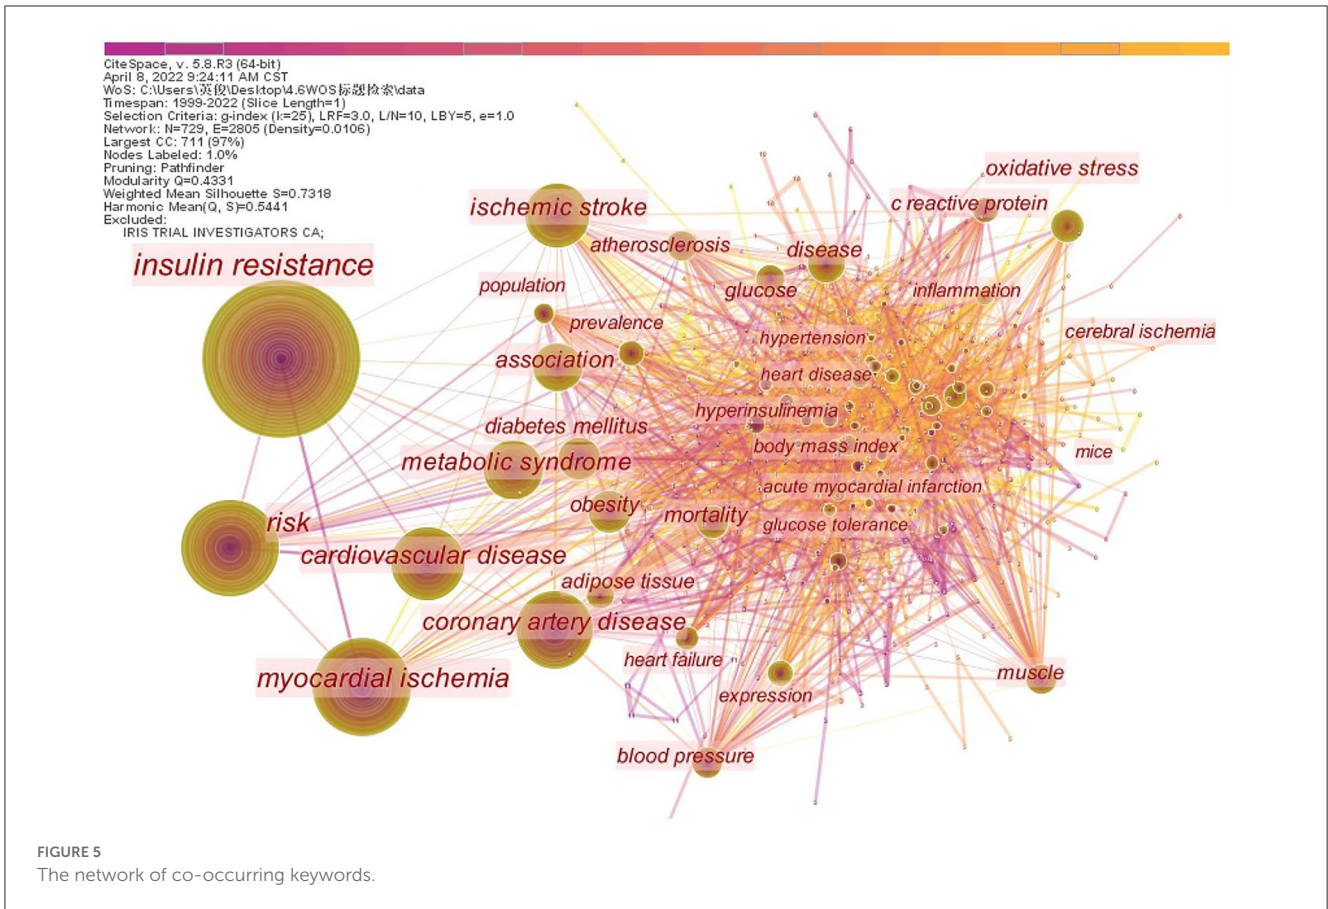 CiteSpace, v. 5.8.R3 (64-bit)
April 8, 2022 9:24:11 AM CST
WoS: C:\Users\英俊\Desktop\4.6WOS标题检索\data
Timespan: 1999-2022 (Slice Length=1)
Selection Criteria: g-index (k=25), LRF=3.0, L/N=10, LBY=5, e=1.0
Network: N=729, E=2805 (Density=0.0106)
Largest CC: 711 (97%)
Nodes Labeled: 1.0%
Pruning: Pathfinder
Modularity Q=0.4331
Weighted Mean Silhouette S=0.7318
Harmonic Mean(Q, S)=0.5441
Excluded:
IRIS TRIAL INVESTIGATORS CA;
oxidative stress
ischemic stroke
c reactive protein
atherosclerosis
disease
insulin resistance
population
glucose
inflammation
prevalence
hypertension
cerebral ischemia
association
heart disease
hyperinsulinemia
diabetes mellitus
body mass index
mice
metabolic syndrome
acute myocardial infarction
obesity
mortality
risk
glucose tolerance
cardiovascular disease
adipose tissue
coronary artery disease
heart failure
myocardial ischemia
muscle
expression
blood pressure
FIGURE 5
The network of co-occurring keywords.